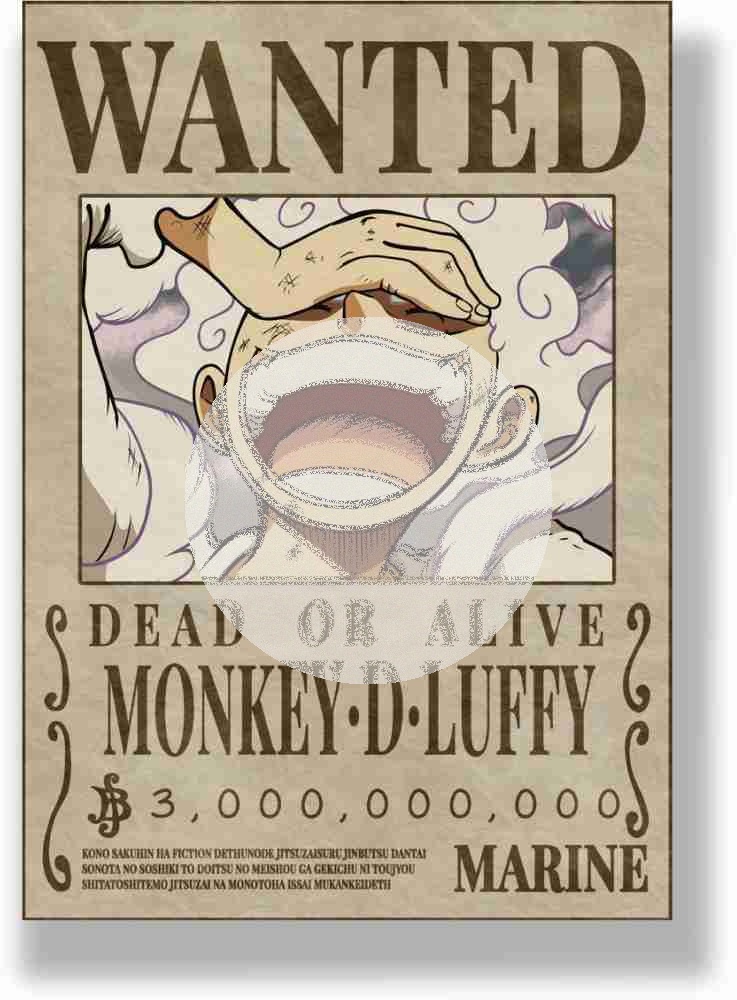 WANTED
DEAD OR ALIVE
MONKEY·D·LUFFY
3,000,000,000
KONO SAKUHIN HA FICTION DETHUNODE JITSUZAISURU JINBUTSU DANTAI
SONOTA NO SOSHIKI TO DOITSU NO MEISHOU GA GEKICHU NI TOUJYOU
SHITATOSHITEMO JITSUZAI NA MONOTOHA ISSAI MUKANKEIDETH
MARINE